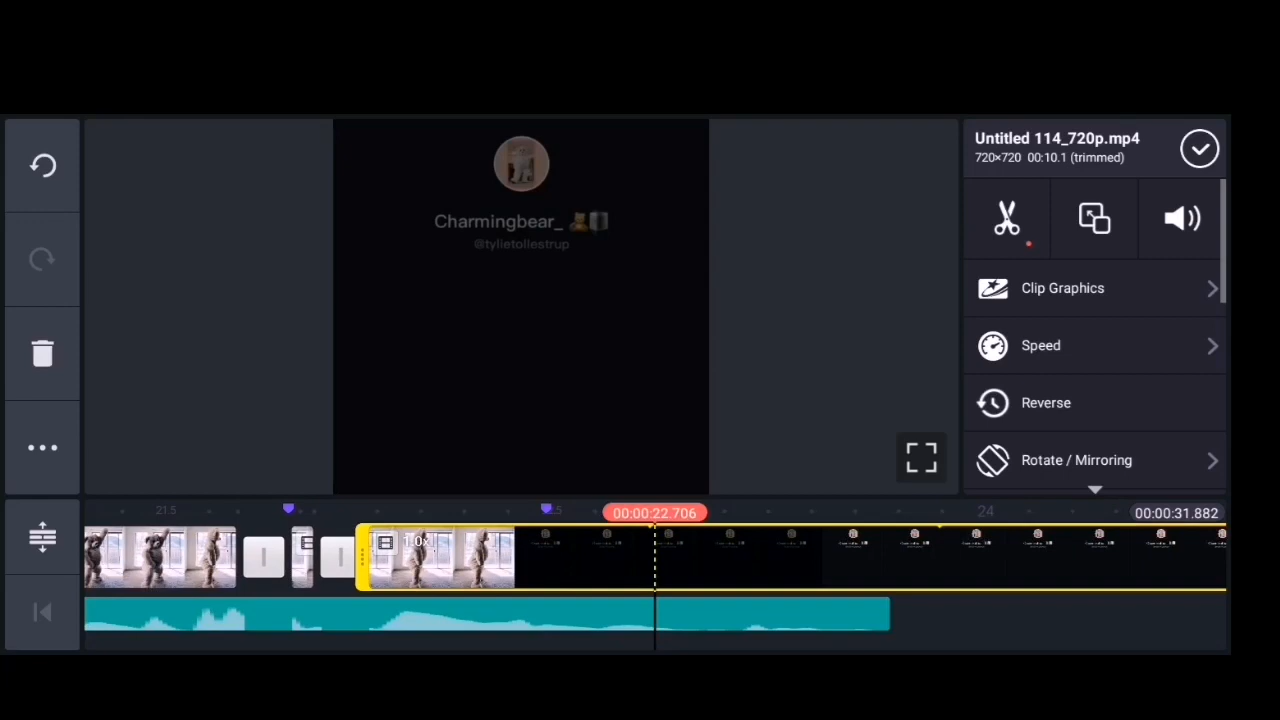 Untitled 114_720p.mp4
720×720 00:10.1 (trimmed)
Charmingbear_
@tylietollestrup
Clip Graphics
Speed
Reverse
Rotate / Mirroring
21.5
00:00:22.706
24
00:00:31.882
1.0x